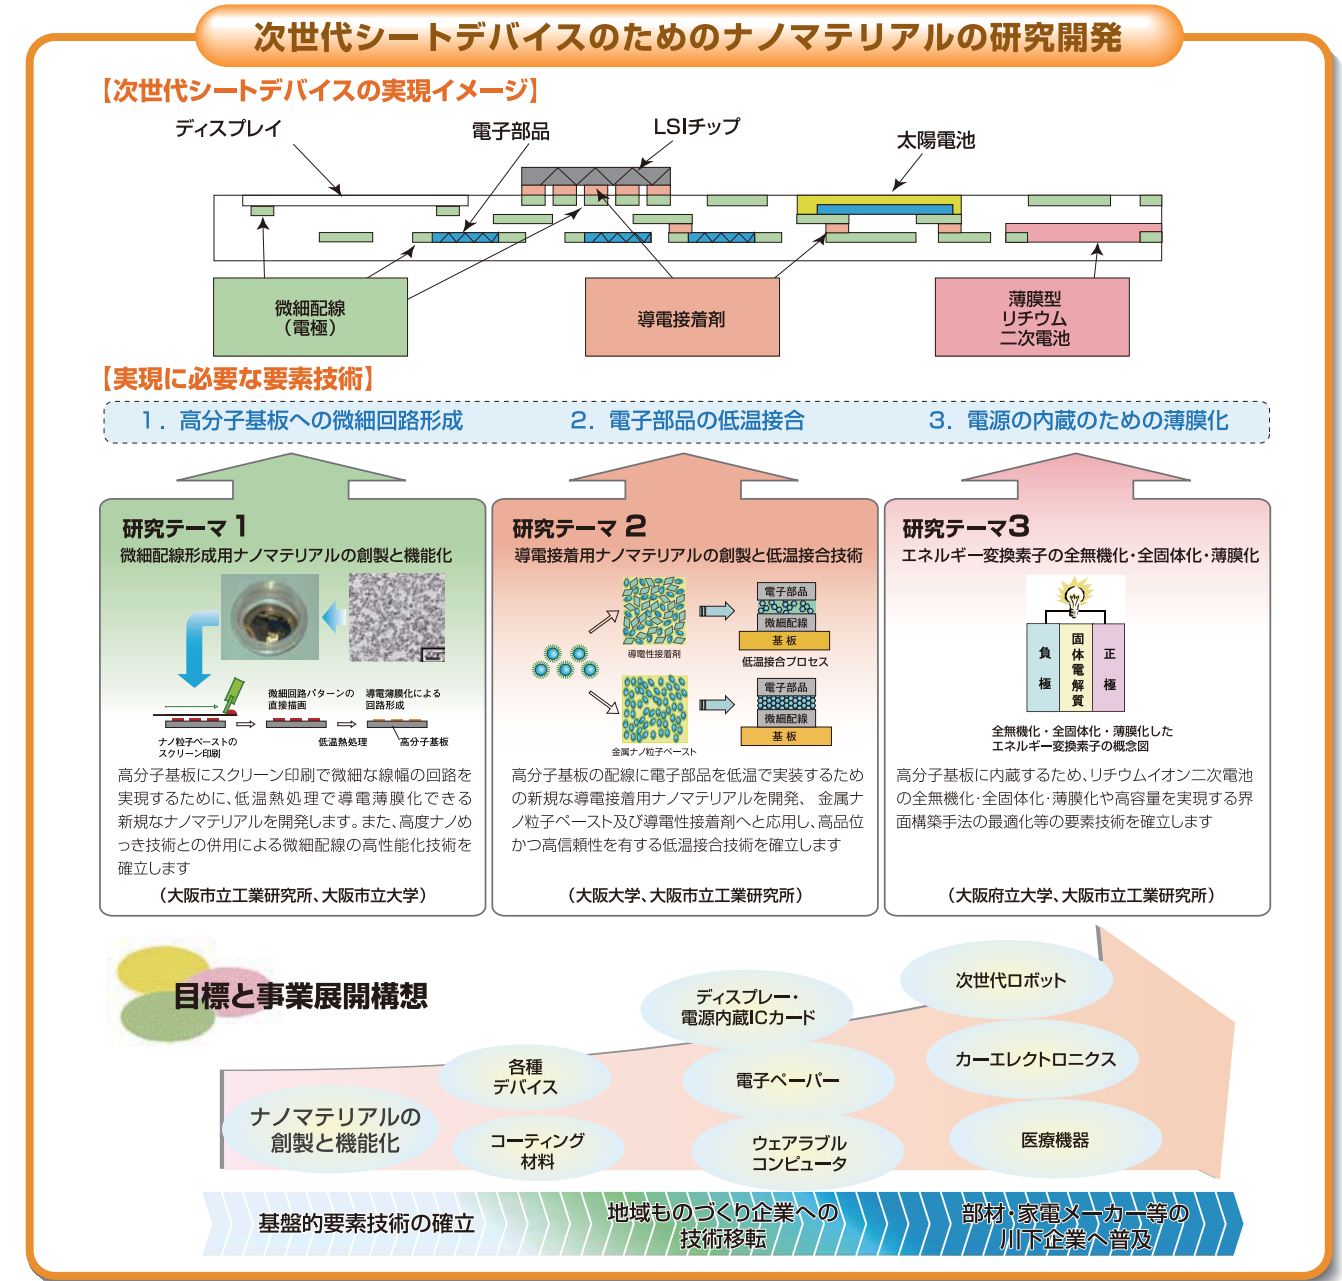 次世代シートデバイスのためのナノマテリアルの研究開発
【次世代シートデバイスの実現イメージ】
ディスプレイ
電子部品
LSIチップ
太陽電池
微細配線
（電極）
導電接着剤
薄膜型
リチウム
二次電池
【実現に必要な要素技術】
1．高分子基板への微細回路形成
2．電子部品の低温接合
3．電源の内蔵のための薄膜化
研究テーマ 1
微細配線形成用ナノマテリアルの創製と機能化
微細回路パターンの
直接描画
導電薄膜化による
回路形成
ナノ粒子ペーストの
スクリーン印刷
低温熱処理
高分子基板
高分子基板にスクリーン印刷で微細な線幅の回路を
実現するために、低温熱処理で導電薄膜化できる
新規なナノマテリアルを開発します。また、高度ナノめ
っき技術との併用による微細配線の高性能化技術を
確立します
（大阪市立工業研究所、大阪市立大学）
研究テーマ 2
導電接着用ナノマテリアルの創製と低温接合技術
導電性接着剤
電子部品
微細配線
基 板
低温接合プロセス
金属ナノ粒子ペースト
電子部品
微細配線
基 板
高分子基板の配線に電子部品を低温で実装するため
の新規な導電接着用ナノマテリアルを開発、 金属ナ
ノ粒子ペースト及び導電性接着剤へと応用し、高品位
かつ高信頼性を有する低温接合技術を確立します
（大阪大学、大阪市立工業研究所）
研究テーマ3
エネルギー変換素子の全無機化・全固体化・薄膜化
負極
固体電解質
正極
全無機化・全固体化・薄膜化した
エネルギー変換素子の概念図
高分子基板に内蔵するため、リチウムイオン二次電池
の全無機化・全固体化・薄膜化や高容量を実現する界
面構築手法の最適化等の要素技術を確立します
（大阪府立大学、大阪市立工業研究所）
目標と事業展開構想
ナノマテリアルの
創製と機能化
各種
デバイス
コーティング
材料
ディスプレー・
電源内蔵ICカード
電子ペーパー
ウェアラブル
コンピュータ
次世代ロボット
カーエレクトロニクス
医療機器
基盤的要素技術の確立
地域ものづくり企業への
技術移転
部材・家電メーカー等の
川下企業へ普及